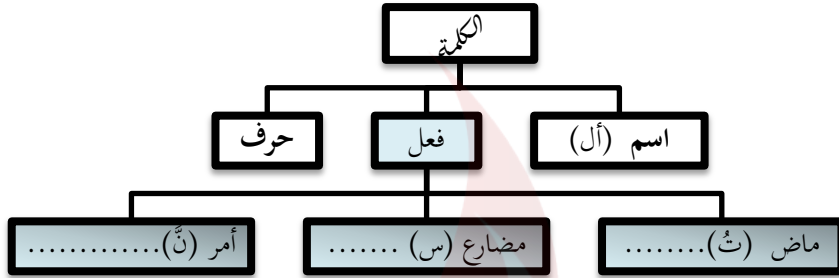 الكلمة
اسم (أل)
فعل
حرف
ماض (تُ)........
مضارع (س) .......
أمر (نَّ).............